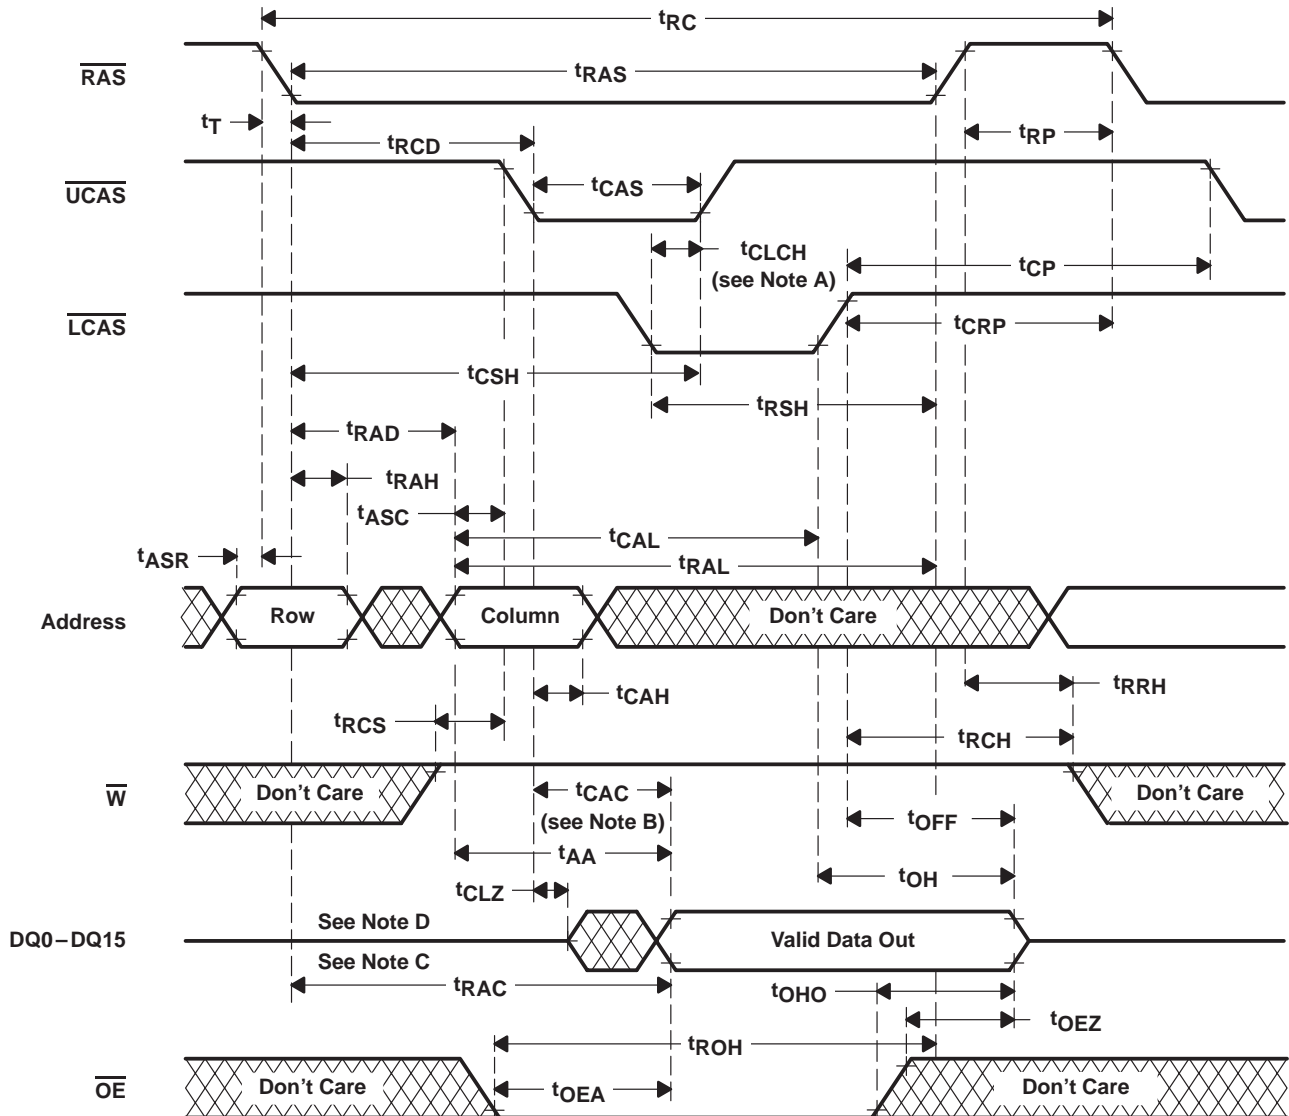 tRC
RAS
tRAS
tT
tRCD
tRP
UCAS
tCAS
tCLCH
(see Note A)
tCP
LCAS
tCRP
tCSH
tRSH
tRAD
tRAH
tASC
tCAL
tASR
tRAL
Address
Row
Column
Don't Care
tCAH
tRRH
tRCS
tRCH
W
Don't Care
tCAC
(see Note B)
tOFF
Don't Care
tAA
tOH
tCLZ
DQ0–DQ15
See Note D
See Note C
Valid Data Out
tRAC
tOHO
tOEZ
tROH
OE
Don't Care
tOEA
Don't Care